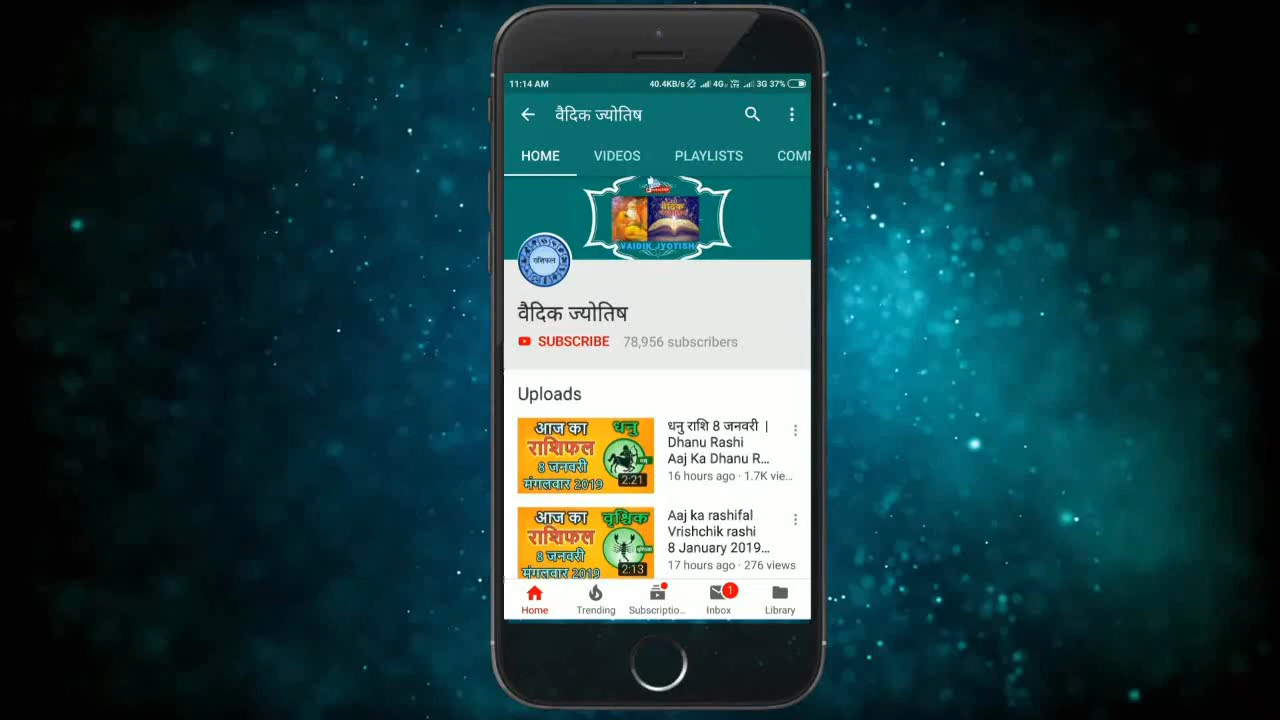 11:14 AM
40.4KB/s 4G VoLTE 3G 37%
वैदिक ज्योतिष
HOME VIDEOS PLAYLISTS COMM
वैदिक
VAIDIK JYOTISH
राशिफल
वैदिक ज्योतिष
SUBSCRIBE 78,956 subscribers
Uploads
आज का धनु
राशिफल
8 जनवरी
मंगलवार 2019
2:21
धनु राशि 8 जनवरी |
Dhanu Rashi
Aaj Ka Dhanu R...
16 hours ago · 1.7K vie...
आज का वृश्चिक
राशिफल
8 जनवरी
मंगलवार 2019
2:13
Aaj ka rashifal
Vrishchik rashi
8 January 2019...
17 hours ago · 276 views
1
Home Trending Subscriptio... Inbox Library